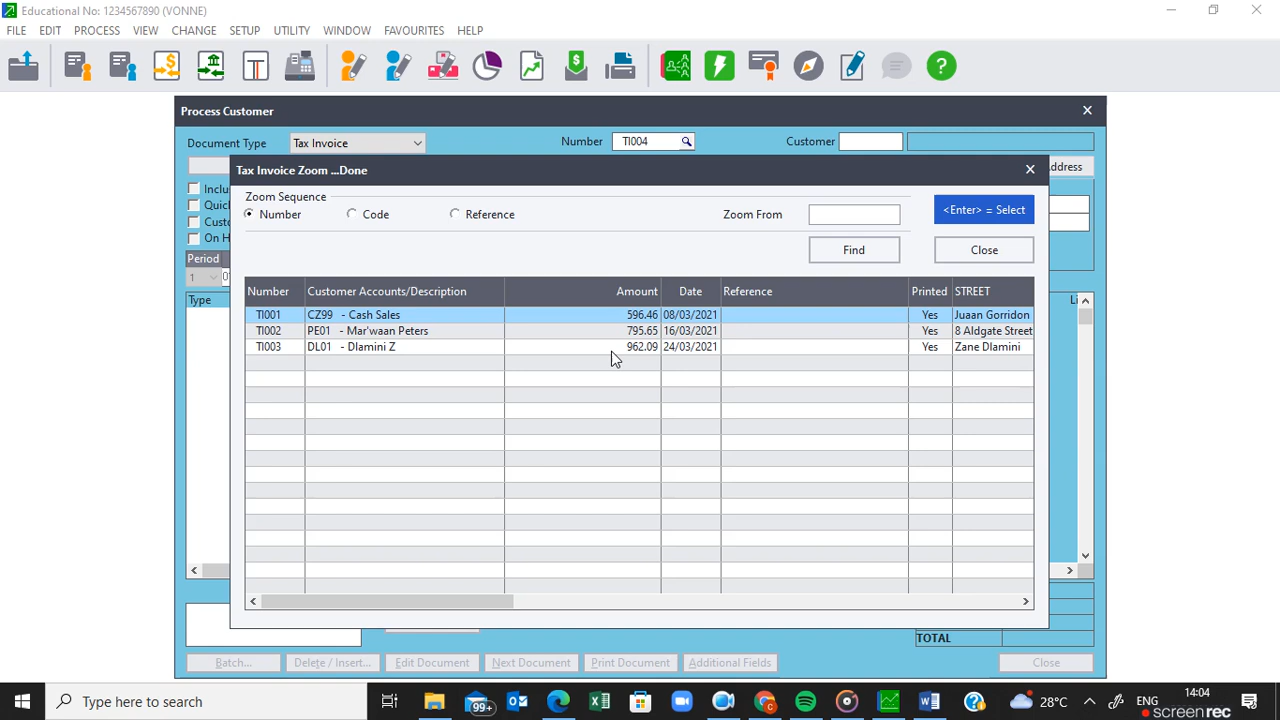 Educational No: 1234567890 (VONNE)
FILE EDIT PROCESS VIEW CHANGE SETUP UTILITY WINDOW FAVOURITES HELP
Process Customer
Document Type Tax Invoice Number TI004 Customer
Tax Invoice Zoom ...Done
ddress
Inclu
Quic
Custo
On H
Period
1 0
Type
Li
Zoom Sequence
Number Code Reference Zoom From <Enter> = Select
Find Close
Number Customer Accounts/Description Amount Date Reference Printed STREET
TI001 CZ99 - Cash Sales 596.46 08/03/2021 Yes Juaan Gorridon
TI002 PE01 - Mar'waan Peters 795.65 16/03/2021 Yes 8 Aldgate Street
TI003 DL01 - Dlamini Z 962.09 24/03/2021 Yes Zane Dlamini
TOTAL
Batch... Delete / Insert... Edit Document Next Document Print Document Additional Fields Close
Type here to search
99+
28°C
ENG
14:04
screenrec